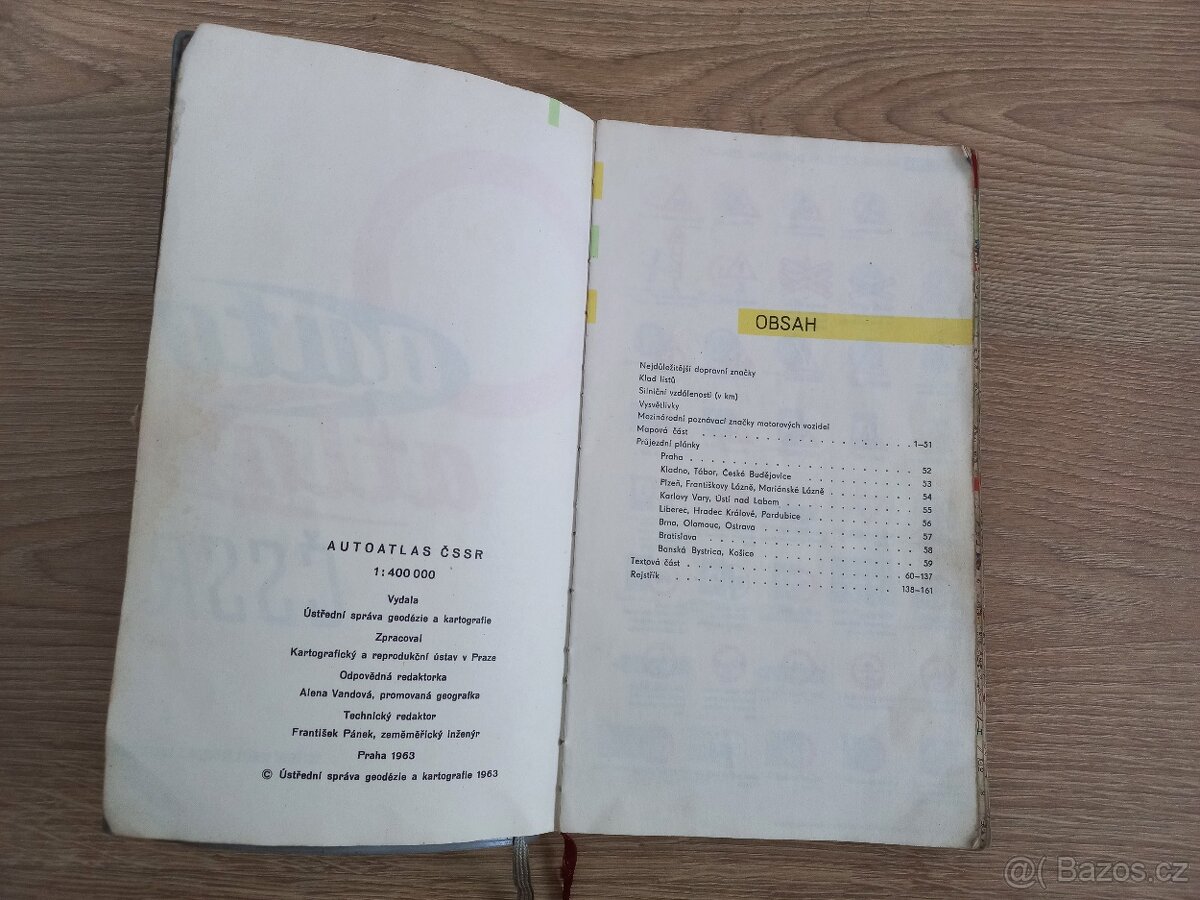 AUTOATLAS ČSSR
1:400 000
Vydala
Ústřední správa geodézie a kartografie
Zpracoval
Kartografický a reprodukční ústav v Praze
Odpovědná redaktorka
Alena Vandová, promovaná geografka
Technický redaktor
František Pánek, zeměměřický inženýr
Praha 1963
© Ústřední správa geodézie a kartografie 1963
OBSAH
Nejdůležitější dopravní značky
Klad listů
Silniční vzdálenosti (v km)
Vysvětlivky
Mezinárodní poznávací značky motorových vozidel
Mapová část . . . . . . . . . . . . . . . . 1–51
Průjezdní plánky
Praha . . . . . . . . . . . . . . . . 52
Kladno, Tábor, České Budějovice . . . . . . . . 53
Plzeň, Františkovy Lázně, Mariánské Lázně . . . . . . 54
Karlovy Vary, Ústí nad Labem . . . . . . . . . 55
Liberec, Hradec Králové, Pardubice . . . . . . . . 56
Brno, Olomouc, Ostrava . . . . . . . . . . 57
Bratislava . . . . . . . . . . . . . . 58
Banská Bystrica, Košice . . . . . . . . . . 59
Textová část . . . . . . . . . . . . . . . 60–137
Rejstřík . . . . . . . . . . . . . . . . 138–161
@( Bazos.cz